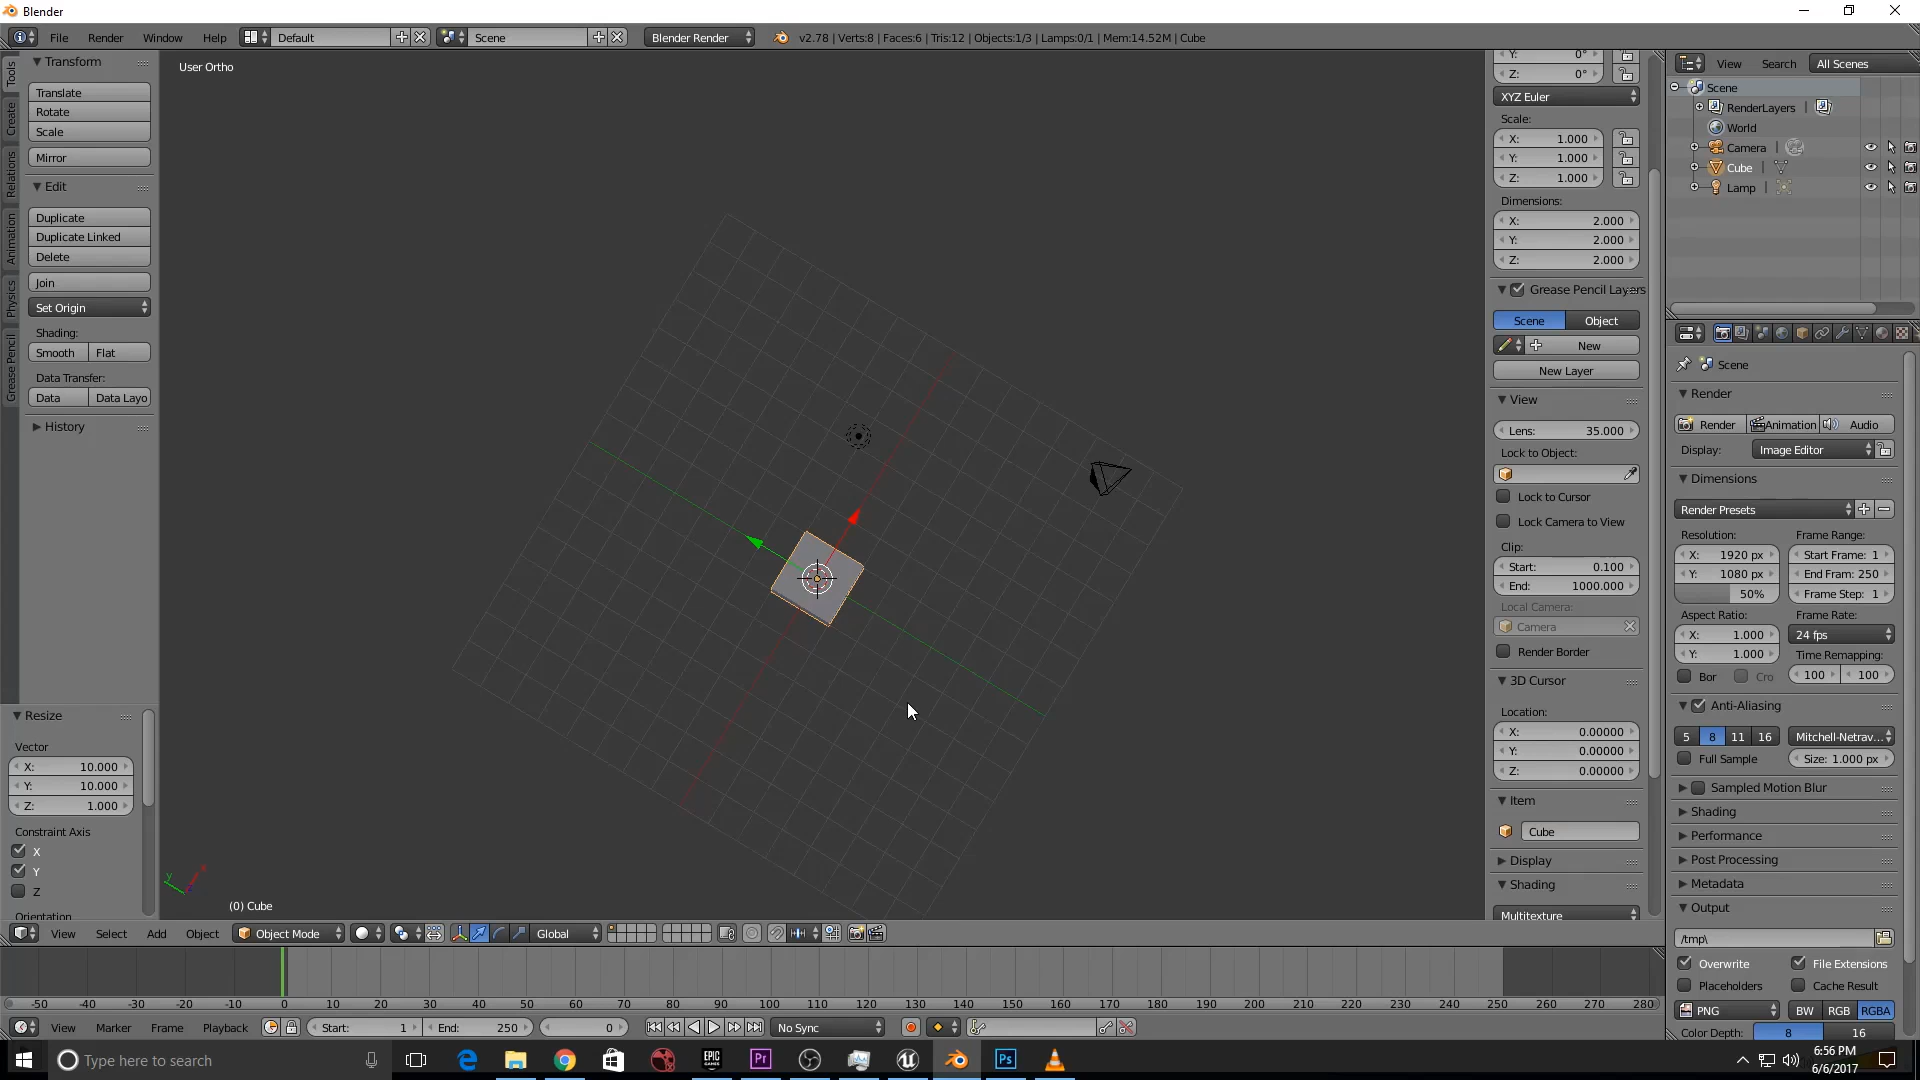 Blender
File Render Window Help Default Scene Blender Render v2.78 | Verts:8 | Faces:6 | Tris:12 | Objects:1/3 | Lamps:0/1 | Mem:14.52M | Cube
Tools
Create
Relations
Animation
Physics
Grease Pencil
Transform
Translate
Rotate
Scale
Mirror
Edit
Duplicate
Duplicate Linked
Delete
Join
Set Origin
Shading:
Smooth Flat
Data Transfer:
Data Data Layo
History
Resize
Vector
X: 10.000
Y: 10.000
Z: 1.000
Constraint Axis
X
Y
Z
Orientation
User Ortho
y
x
(0) Cube
Y: 0°
Z: 0°
XYZ Euler
Scale:
X: 1.000
Y: 1.000
Z: 1.000
Dimensions:
X: 2.000
Y: 2.000
Z: 2.000
Grease Pencil Layers
Scene Object
New
New Layer
View
Lens: 35.000
Lock to Object:
Lock to Cursor
Lock Camera to View
Clip:
Start: 0.100
End: 1000.000
Local Camera:
Camera
Render Border
3D Cursor
Location:
X: 0.00000
Y: 0.00000
Z: 0.00000
Item
Cube
Display
Shading
Multitexture
View Search All Scenes
Scene
RenderLayers |
World
Camera |
Cube |
Lamp |
Scene
Render
Render Animation Audio
Display: Image Editor
Dimensions
Render Presets
Resolution: Frame Range:
X: 1920 px Start Frame: 1
Y: 1080 px End Fram: 250
50% Frame Step: 1
Aspect Ratio: Frame Rate:
X: 1.000 24 fps
Y: 1.000 Time Remapping:
Bor Cro 100 100
Anti-Aliasing
5 8 11 16 Mitchell-Netrav...
Full Sample Size: 1.000 px
Sampled Motion Blur
Shading
Performance
Post Processing
Metadata
Output
/tmp\
Overwrite File Extensions
Placeholders Cache Result
PNG BW RGB RGBA
Color Depth: 8 16
View Select Add Object Object Mode Global
-50 -40 -30 -20 -10 0 10 20 30 40 50 60 70 80 90 100 110 120 130 140 150 160 170 180 190 200 210 220 230 240 250 260 270 280
View Marker Frame Playback Start: 1 End: 250 0 No Sync
Type here to search EPIC GAMES Pr Ps 6:56 PM
6/6/2017